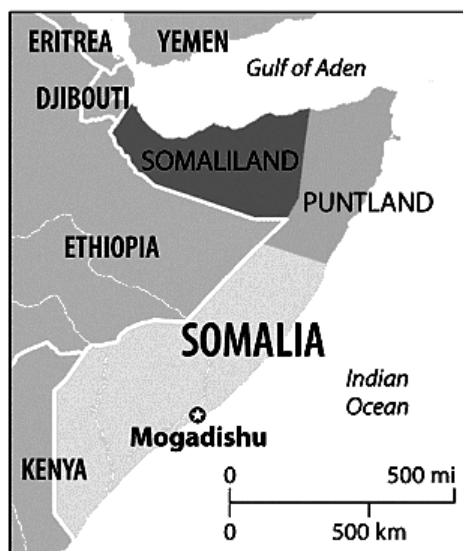 ERITREA
YEMEN
Gulf of Aden
DJIBOUTI
SOMALILAND
PUNTLAND
ETHIOPIA
SOMALIA
Indian
Ocean
Mogadishu
KENYA
0 500 mi
0 500 km